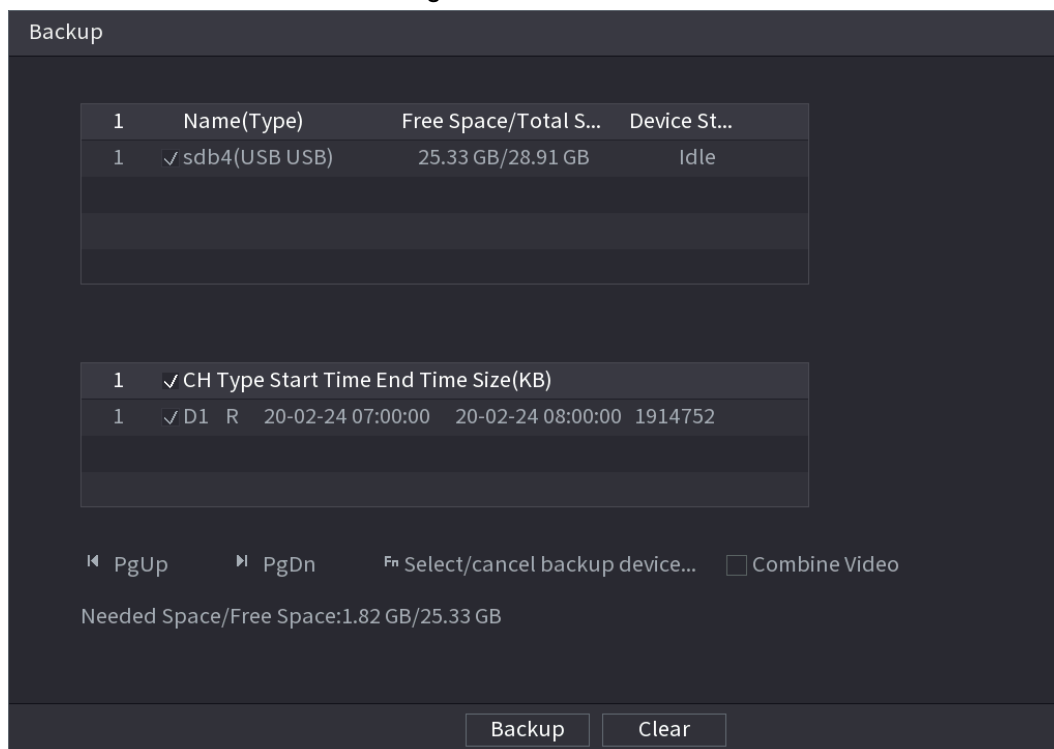 Backup
1 Name(Type) Free Space/Total S... Device St...
1 sdb4(USB USB) 25.33 GB/28.91 GB Idle
1 CH Type Start Time End Time Size(KB)
1 D1 R 20-02-24 07:00:00 20-02-24 08:00:00 1914752
PgUp PgDn Fn Select/cancel backup device... Combine Video
Needed Space/Free Space:1.82 GB/25.33 GB
Backup Clear